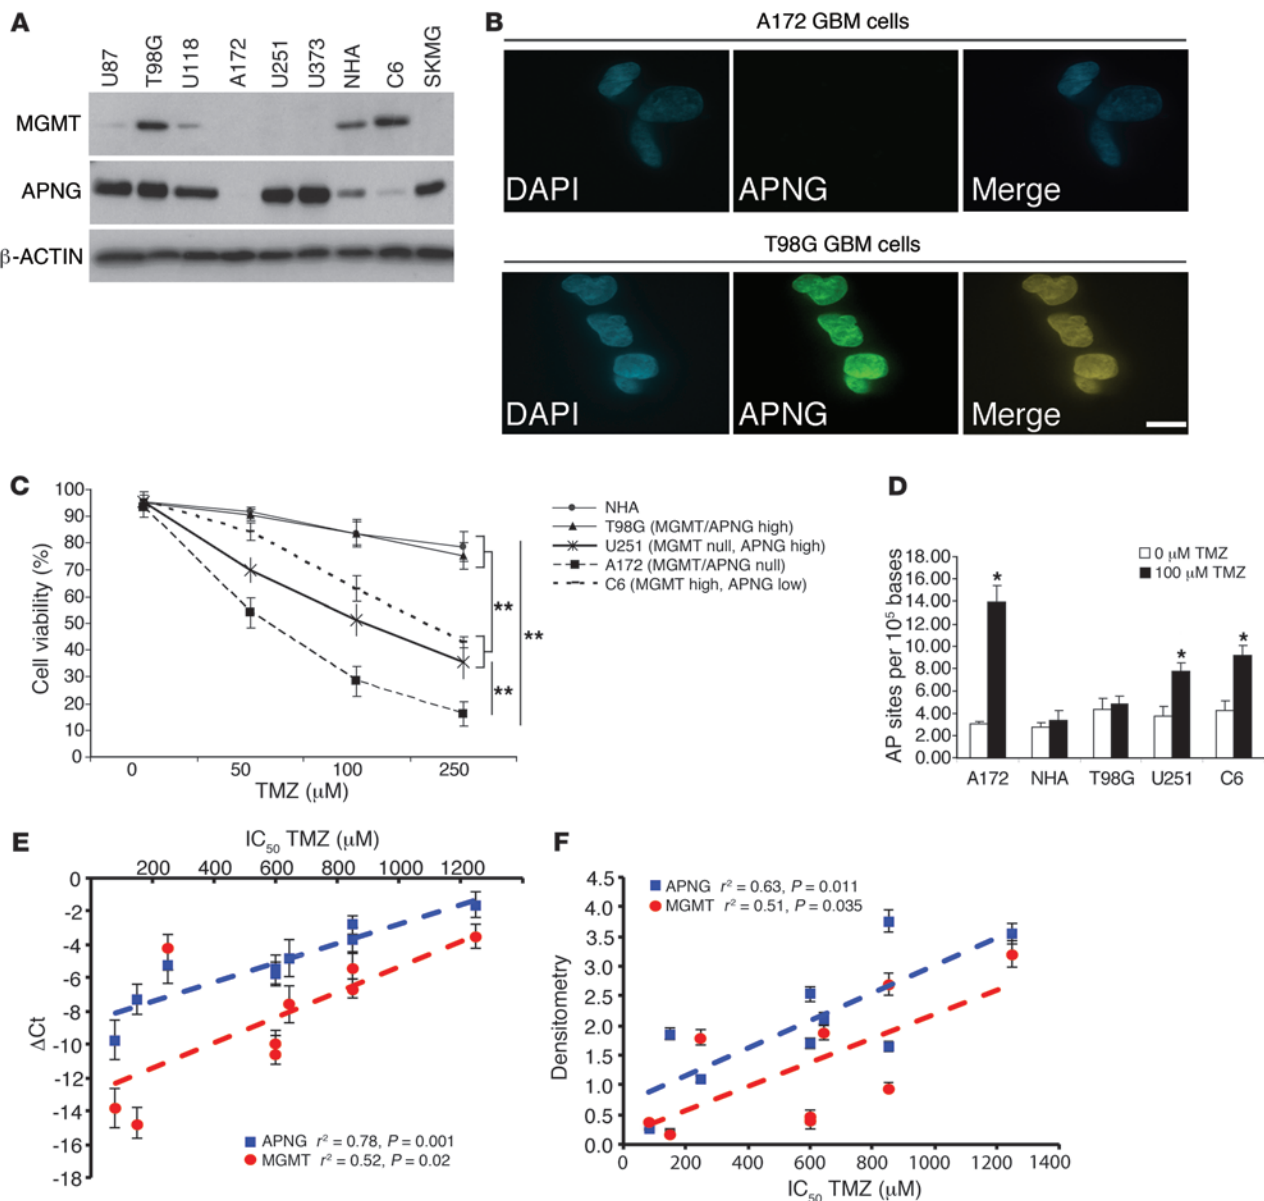 A
U87 T98G U118 A172 U251 U373 NHA C6 SKMG
MGMT
APNG
β-ACTIN
B
A172 GBM cells
DAPI APNG Merge
T98G GBM cells
DAPI APNG Merge
C
100
90
80
70
60
50
40
30
20
10
0
Cell viability (%)
0 50 100 250
TMZ (μM)
NHA
T98G (MGMT/APNG high)
U251 (MGMT null, APNG high)
A172 (MGMT/APNG null)
C6 (MGMT high, APNG low)
**
**
**
D
18.00
16.00
14.00
12.00
10.00
8.00
6.00
4.00
2.00
0.00
AP sites per 10⁵ bases
0 μM TMZ
100 μM TMZ
*
*
*
A172 NHA T98G U251 C6
E
IC₅₀ TMZ (μM)
200 400 600 800 1000 1200
0
-2
-4
-6
-8
-10
-12
-14
-16
-18
ΔCt
APNG r² = 0.78, P = 0.001
MGMT r² = 0.52, P = 0.02
F
4.5
4.0
3.5
3.0
2.5
2.0
1.5
1.0
0.5
0.0
Densitometry
APNG r² = 0.63, P = 0.011
MGMT r² = 0.51, P = 0.035
0 200 400 600 800 1000 1200 1400
IC₅₀ TMZ (μM)